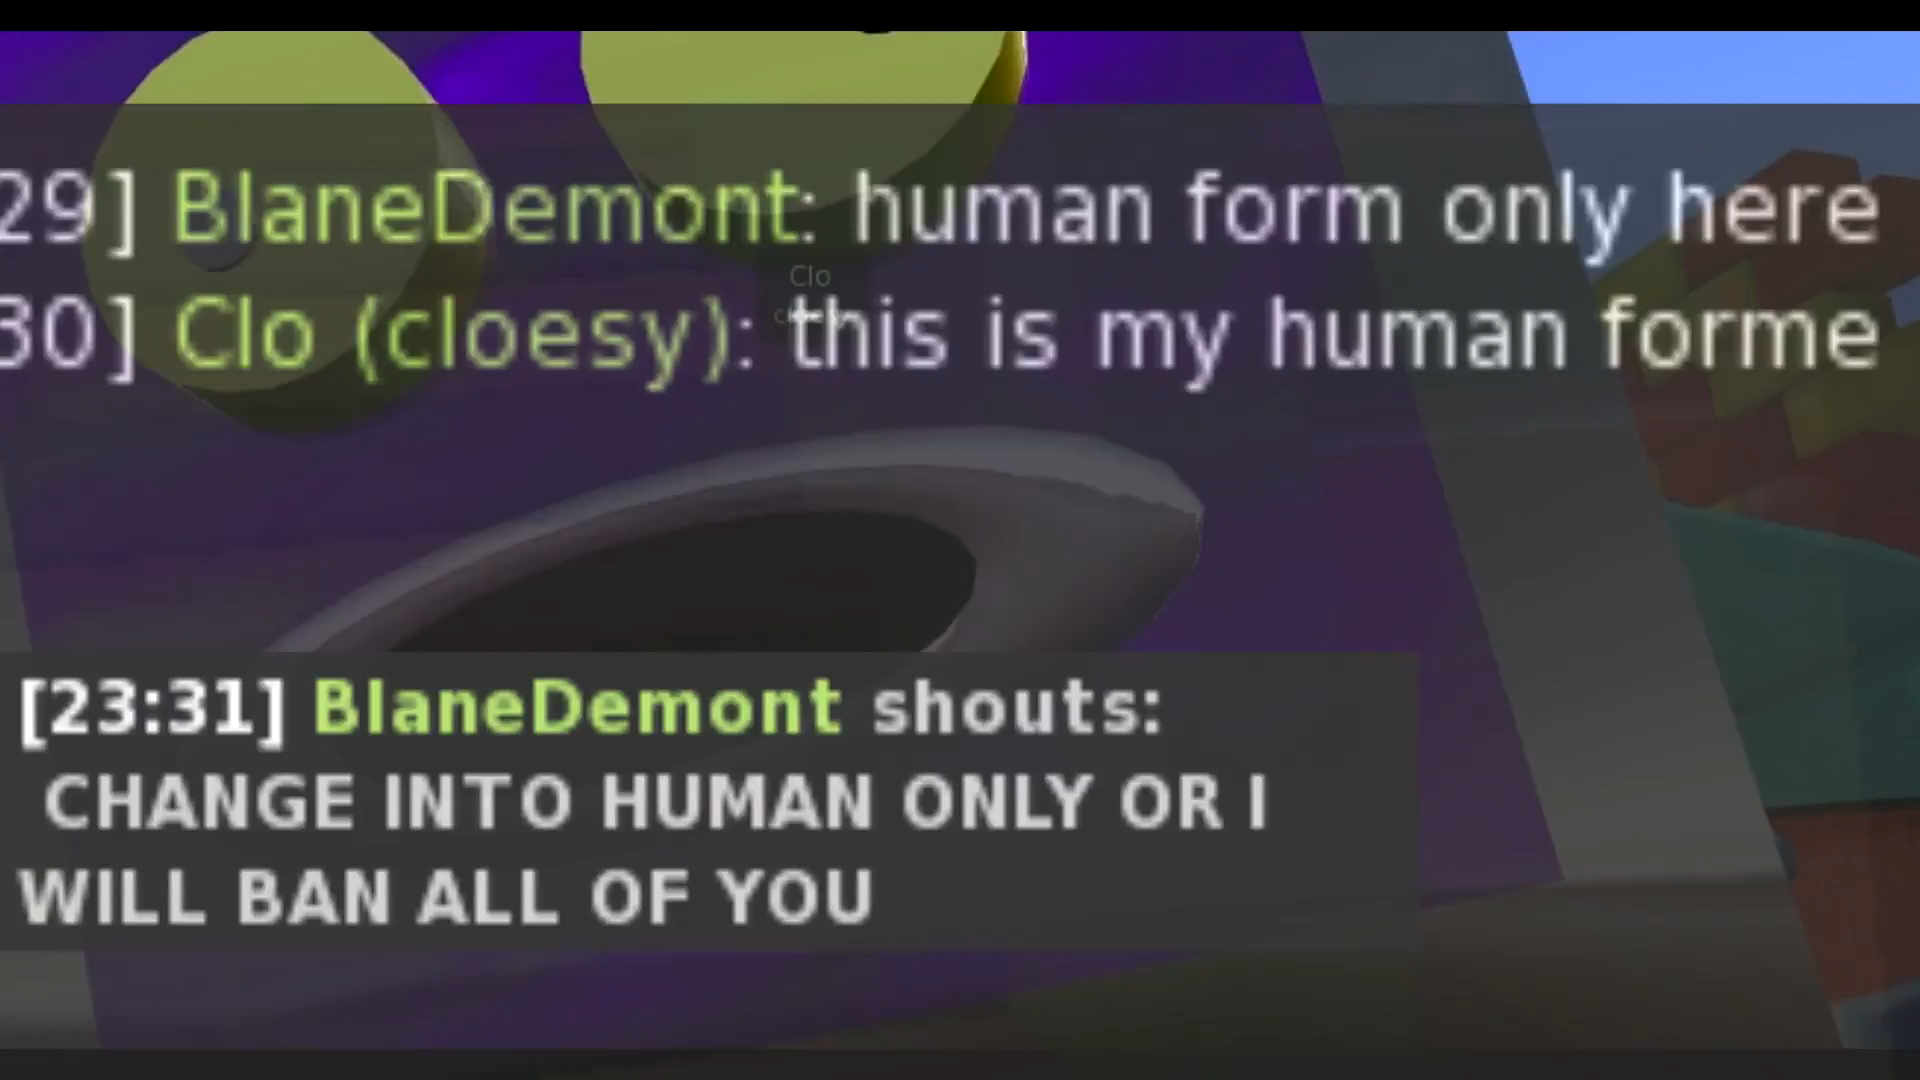 29] BlaneDemont: human form only here
Clo
30] Clo (cloesy): this is my human forme
[23:31] BlaneDemont shouts:
CHANGE INTO HUMAN ONLY OR I
WILL BAN ALL OF YOU